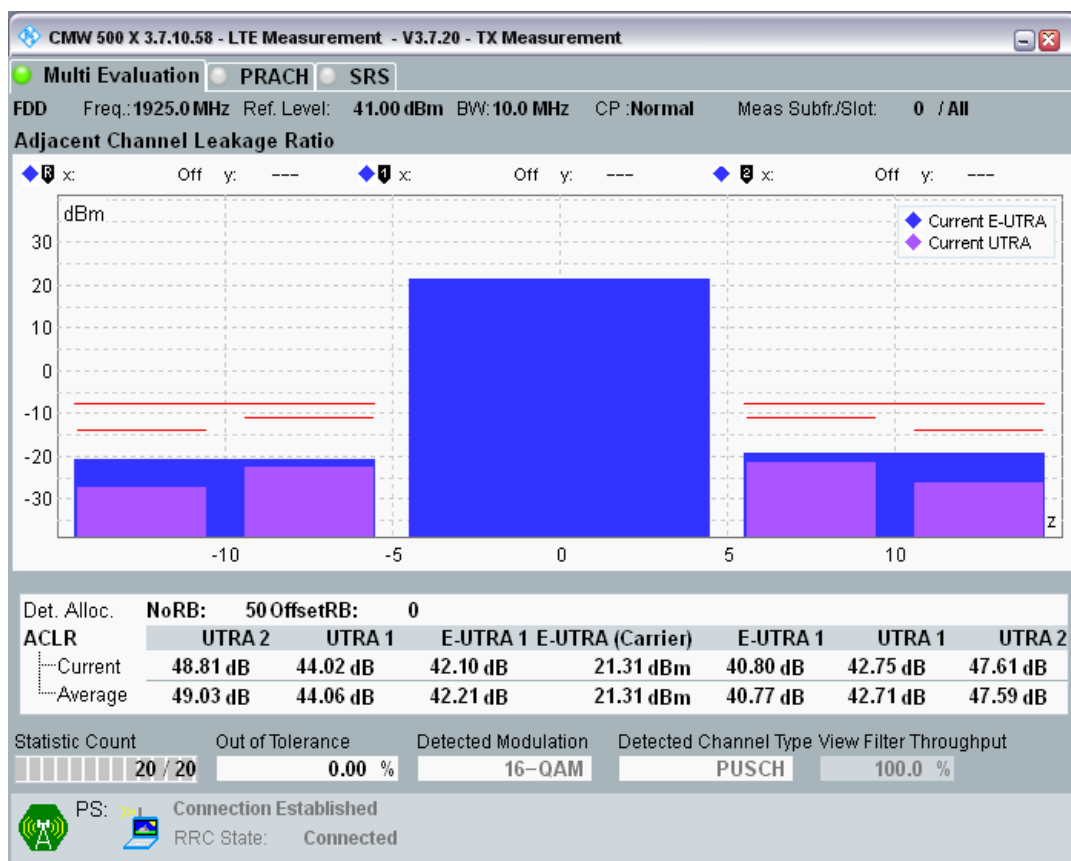 CMW 500 X 3.7.10.58 - LTE Measurement - V3.7.20 - TX Measurement
Multi Evaluation PRACH SRS
FDD Freq.: 1925.0 MHz Ref. Level: 41.00 dBm BW: 10.0 MHz CP :Normal Meas Subfr./Slot: 0 / All
Adjacent Channel Leakage Ratio
R x: Off y: --- 1 x: Off y: --- 2 x: Off y: ---
dBm
Current E-UTRA
Current UTRA
30
20
10
0
-10
-20
-30
z
-10 -5 0 5 10
Det. Alloc. NoRB: 50 OffsetRB: 0
ACLR UTRA 2 UTRA 1 E-UTRA 1 E-UTRA (Carrier) E-UTRA 1 UTRA 1 UTRA 2
Current 48.81 dB 44.02 dB 42.10 dB 21.31 dBm 40.80 dB 42.75 dB 47.61 dB
Average 49.03 dB 44.06 dB 42.21 dB 21.31 dBm 40.77 dB 42.71 dB 47.59 dB
Statistic Count Out of Tolerance Detected Modulation Detected Channel Type View Filter Throughput
20 / 20 0.00 % 16-QAM PUSCH 100.0 %
PS: Connection Established
RRC State: Connected